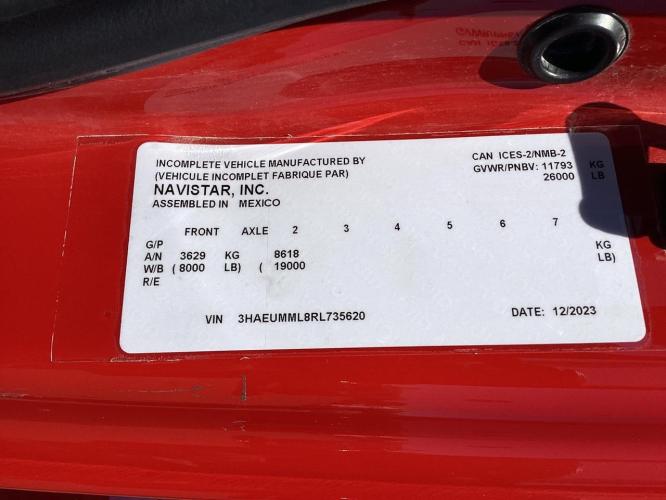 INCOMPLETE VEHICLE MANUFACTURED BY
(VEHICULE INCOMPLET FABRIQUE PAR)
NAVISTAR, INC.
ASSEMBLED IN MEXICO
CAN ICES-2/NMB-2
GVWR/PNBV: 11793 KG
26000 LB
FRONT AXLE 2 3 4 5 6 7
G/P
A/N 3629 KG 8618 KG
W/B ( 8000 LB) ( 19000 LB)
R/E
VIN 3HAEUMML8RL735620 DATE: 12/2023